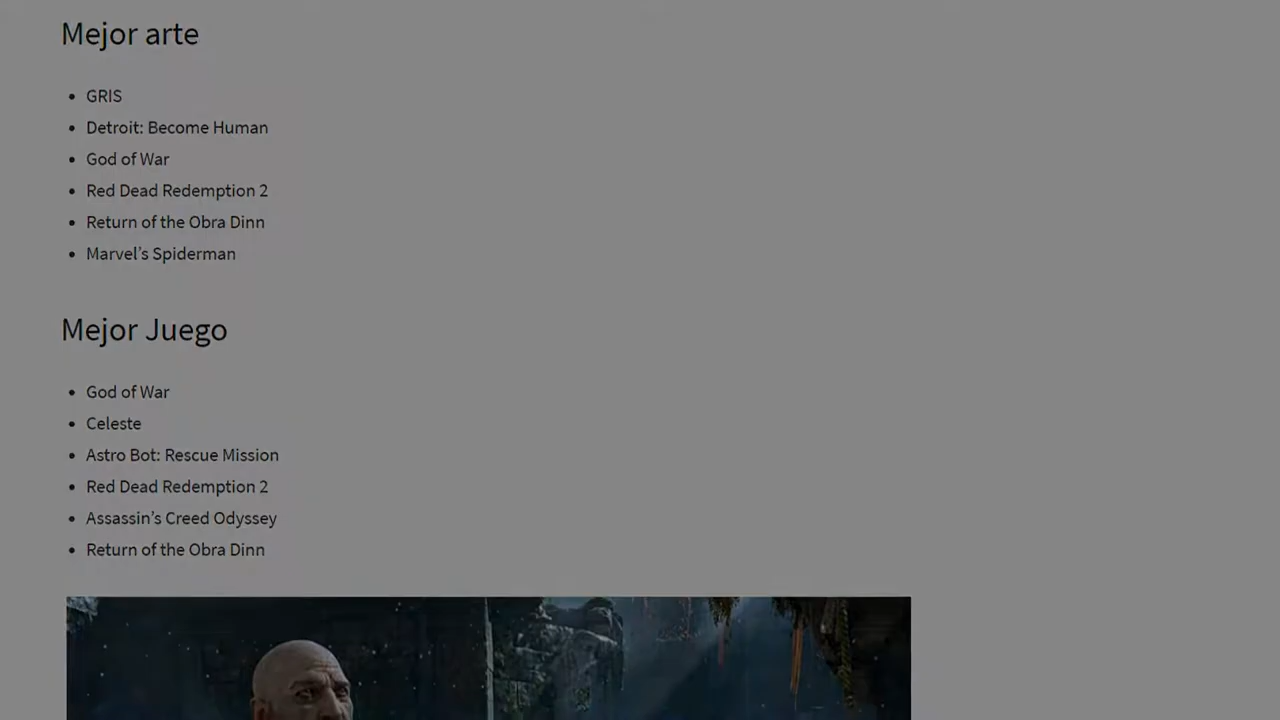 Mejor arte
• GRIS
• Detroit: Become Human
• God of War
• Red Dead Redemption 2
• Return of the Obra Dinn
• Marvel’s Spiderman
Mejor Juego
• God of War
• Celeste
• Astro Bot: Rescue Mission
• Red Dead Redemption 2
• Assassin’s Creed Odyssey
• Return of the Obra Dinn